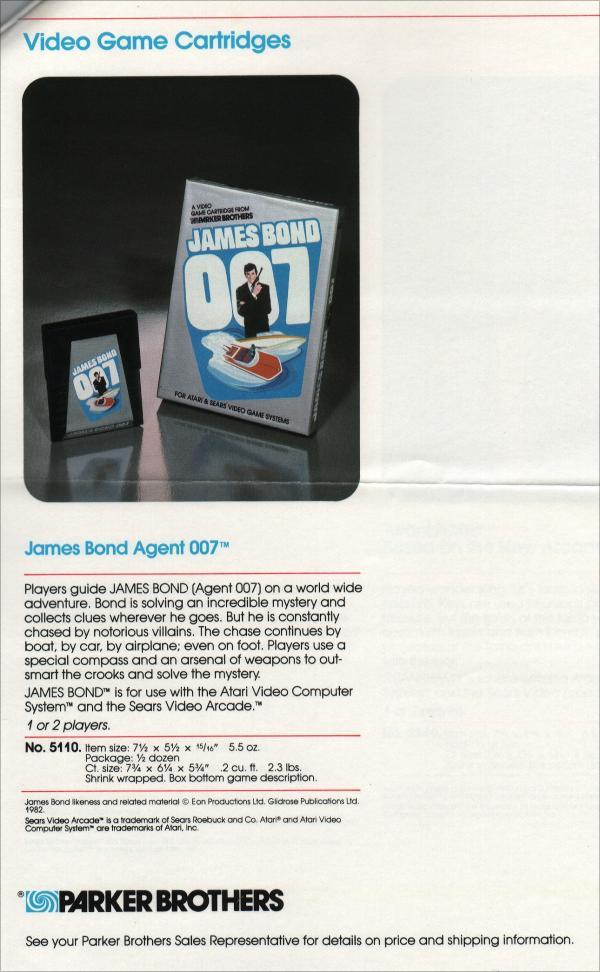 Video Game Cartridges
A VIDEO
GAME CARTRIDGE FROM
PARKER BROTHERS
JAMES BOND
007
FOR ATARI & SEARS VIDEO GAME SYSTEMS
JAMES BOND
007
James Bond Agent 007™
Players guide JAMES BOND (Agent 007) on a world wide
adventure. Bond is solving an incredible mystery and
collects clues wherever he goes. But he is constantly
chased by notorious villains. The chase continues by
boat, by car, by airplane; even on foot. Players use a
special compass and an arsenal of weapons to out-
smart the crooks and solve the mystery.
JAMES BOND™ is for use with the Atari Video Computer
System™ and the Sears Video Arcade.™
1 or 2 players.
No. 5110. Item size: 7½ × 5½ × 15/16" 5.5 oz.
Package: ½ dozen
Ct. size: 7¾ × 6¼ × 5¾" .2 cu. ft. 2.3 lbs.
Shrink wrapped. Box bottom game description.
James Bond likeness and related material © Eon Productions Ltd. Glidrose Publications Ltd.
1982.
Sears Video Arcade™ is a trademark of Sears Roebuck and Co. Atari® and Atari Video
Computer System™ are trademarks of Atari, Inc.
® PARKER BROTHERS
See your Parker Brothers Sales Representative for details on price and shipping information.